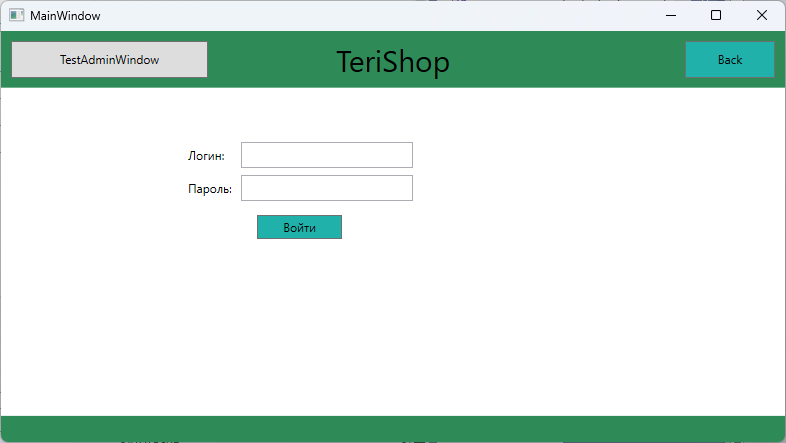 MainWindow
TestAdminWindow
TeriShop
Back
Логин:
Пароль:
Войти